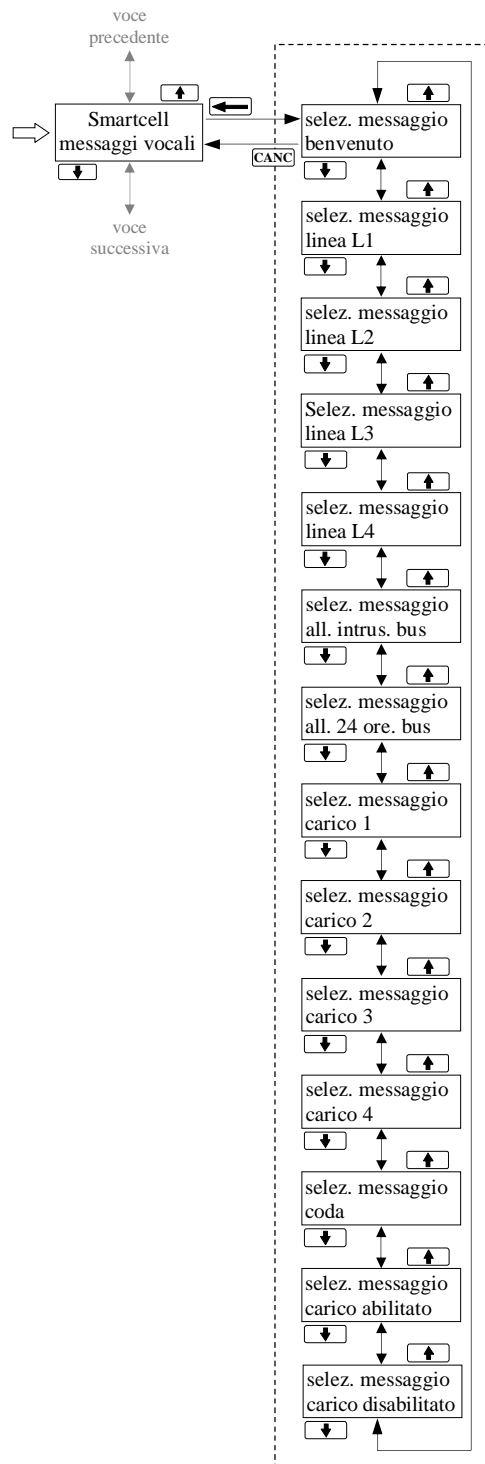 voce
precedente
Smartcell
messaggi vocali
CANC
voce
successiva
selez. messaggio
benvenuto
selez. messaggio
linea L1
selez. messaggio
linea L2
Selez. messaggio
linea L3
selez. messaggio
linea L4
selez. messaggio
all. intrus. bus
selez. messaggio
all. 24 ore. bus
selez. messaggio
carico 1
selez. messaggio
carico 2
selez. messaggio
carico 3
selez. messaggio
carico 4
selez. messaggio
coda
selez. messaggio
carico abilitato
selez. messaggio
carico disabilitato